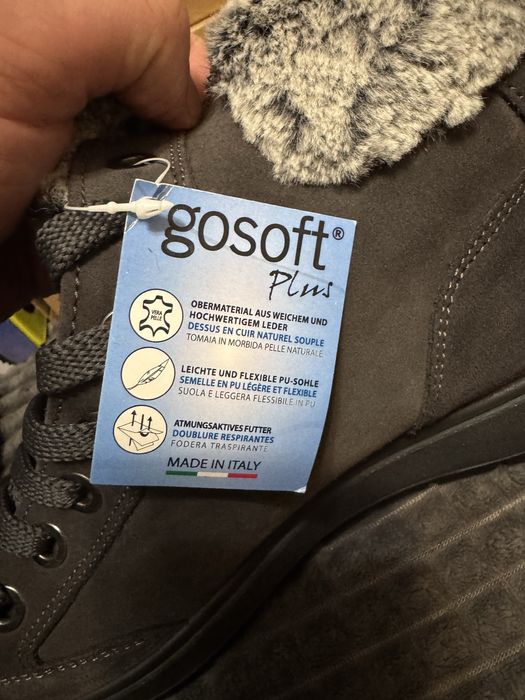 gosoft®
Plus
VERA
PELLE
OBERMATERIAL AUS WEICHEM UND
HOCHWERTIGEM LEDER
DESSUS EN CUIR NATUREL SOUPLE
TOMAIA IN MORBIDA PELLE NATURALE
LEICHTE UND FLEXIBLE PU-SOHLE
SEMELLE EN PU LÉGÈRE ET FLEXIBLE
SUOLA E LEGGERA FLESSIBILE IN PU
ATMUNGSAKTIVES FUTTER
DOUBLURE RESPIRANTES
FODERA TRASPIRANTE
MADE IN ITALY